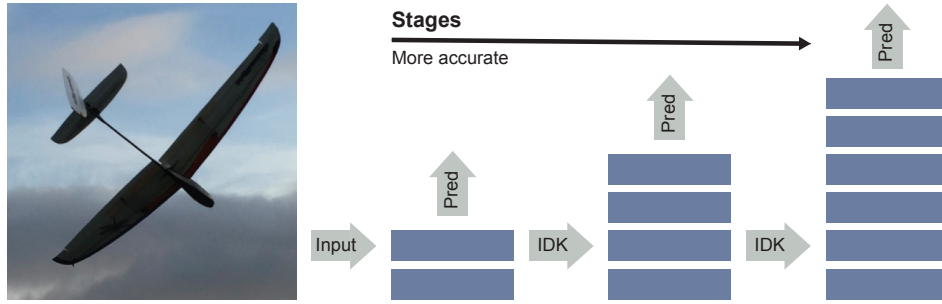 Stages
More accurate
Pred
Pred
Pred
Input
IDK
IDK